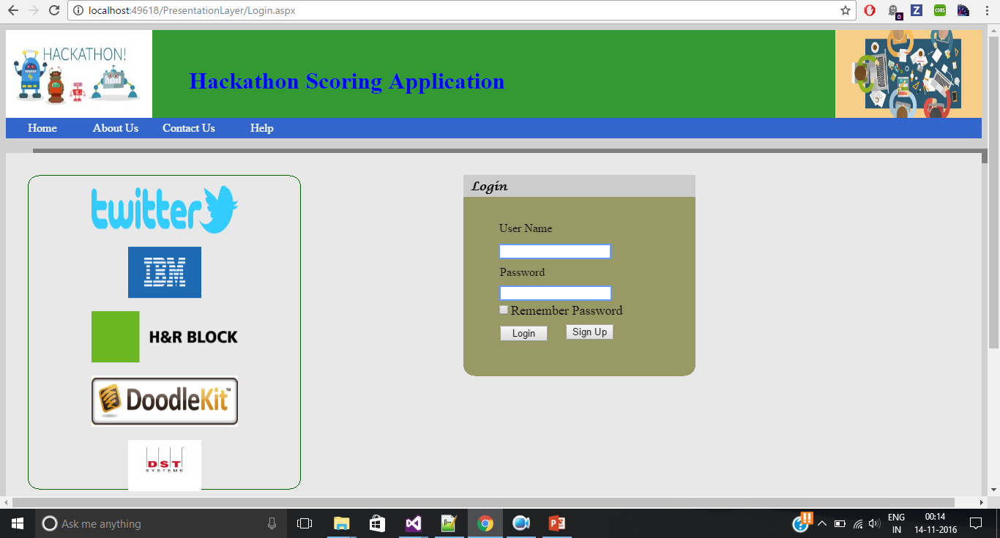 localhost:49618/PresentationLayer/Login.aspx
0
Z
CORS
HACKATHON!
Hackathon Scoring Application
Home About Us Contact Us Help
twitter
IBM
H&R BLOCK
DoodleKit™
DST
SYSTEMS
Login
User Name
Password
Remember Password
Login Sign Up
Ask me anything
ENG
IN
00:14
14-11-2016